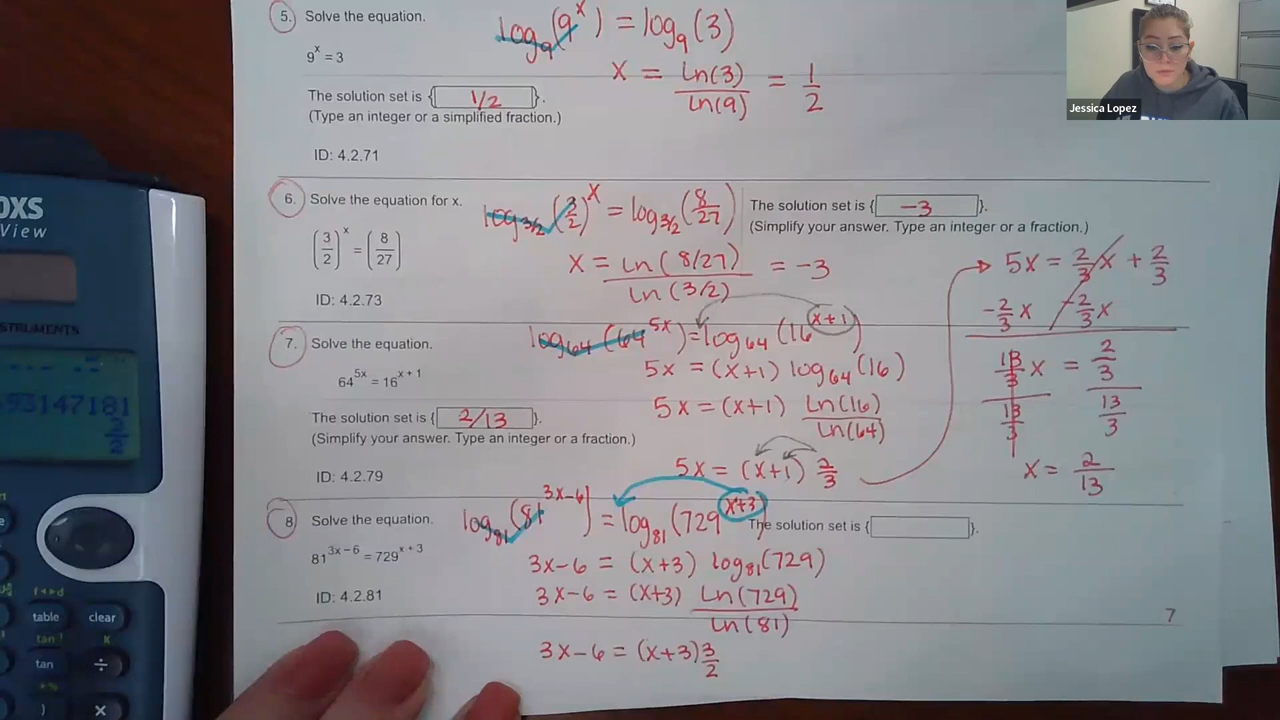 5. Solve the equation.
9^x = 3
log_9(9^x) = log_9(3)
x = ln(3)/ln(9) = 1/2
The solution set is { 1/2 }.
(Type an integer or a simplified fraction.)
ID: 4.2.71
Jessica Lopez
6. Solve the equation for x.
(3/2)^x = (8/27)
ID: 4.2.73
log_3/2 (3/2)^x = log_3/2 (8/27)
x = ln(8/27)/ln(3/2) = -3
The solution set is { -3 }.
(Simplify your answer. Type an integer or a fraction.)
7. Solve the equation.
64^5x = 16^x + 1
The solution set is { 2/13 }.
(Simplify your answer. Type an integer or a fraction.)
ID: 4.2.79
log_64(64^5x) = log_64(16^x+1)
5x = (x+1) log_64(16)
5x = (x+1) ln(16)/ln(64)
5x = (x+1) 2/3
5x = 2/3 x + 2/3
-2/3 x -2/3 x
13/3 x = 2/3
13/3 13/3
x = 2/13
8 Solve the equation.
81^3x - 6 = 729^x + 3
ID: 4.2.81
log_81(81^3x-6) = log_81(729^x+3)
The solution set is { }.
3x-6 = (x+3) log_81(729)
3x-6 = (x+3) ln(729)/ln(81)
3x-6 = (x+3) 3/2
7
OXS
View
STRUMENTS
93147181
2/3
table
clear
tan
÷
)
×